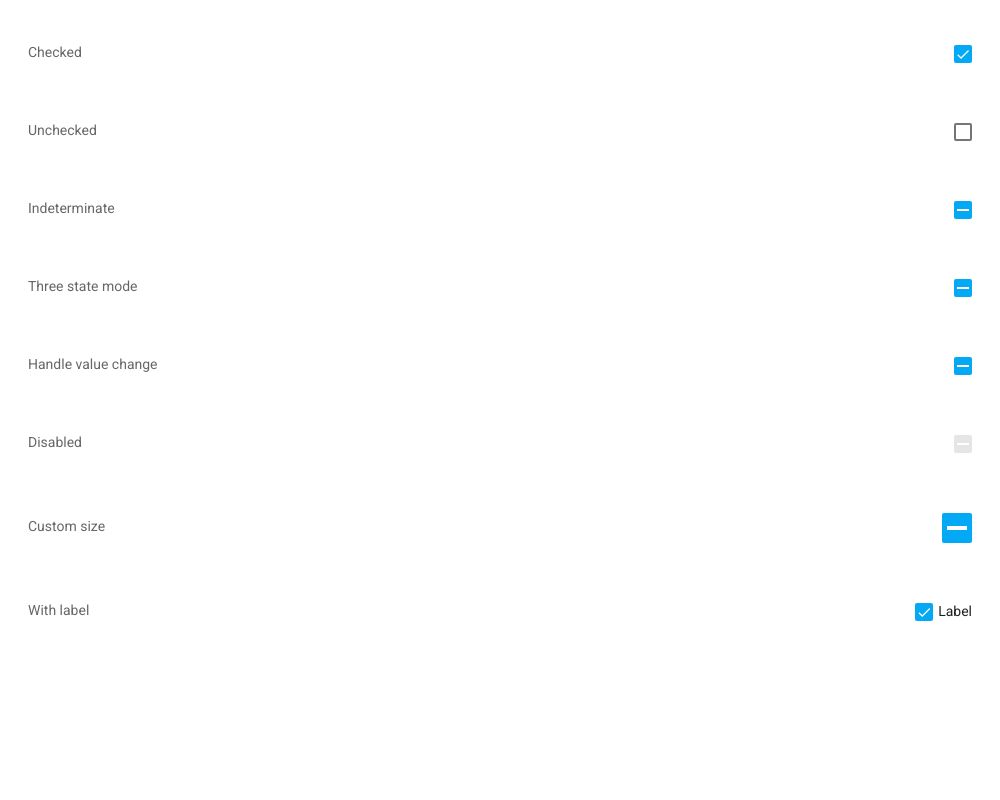 Checked
Unchecked
Indeterminate
Three state mode
Handle value change
Disabled
Custom size
With label
Label